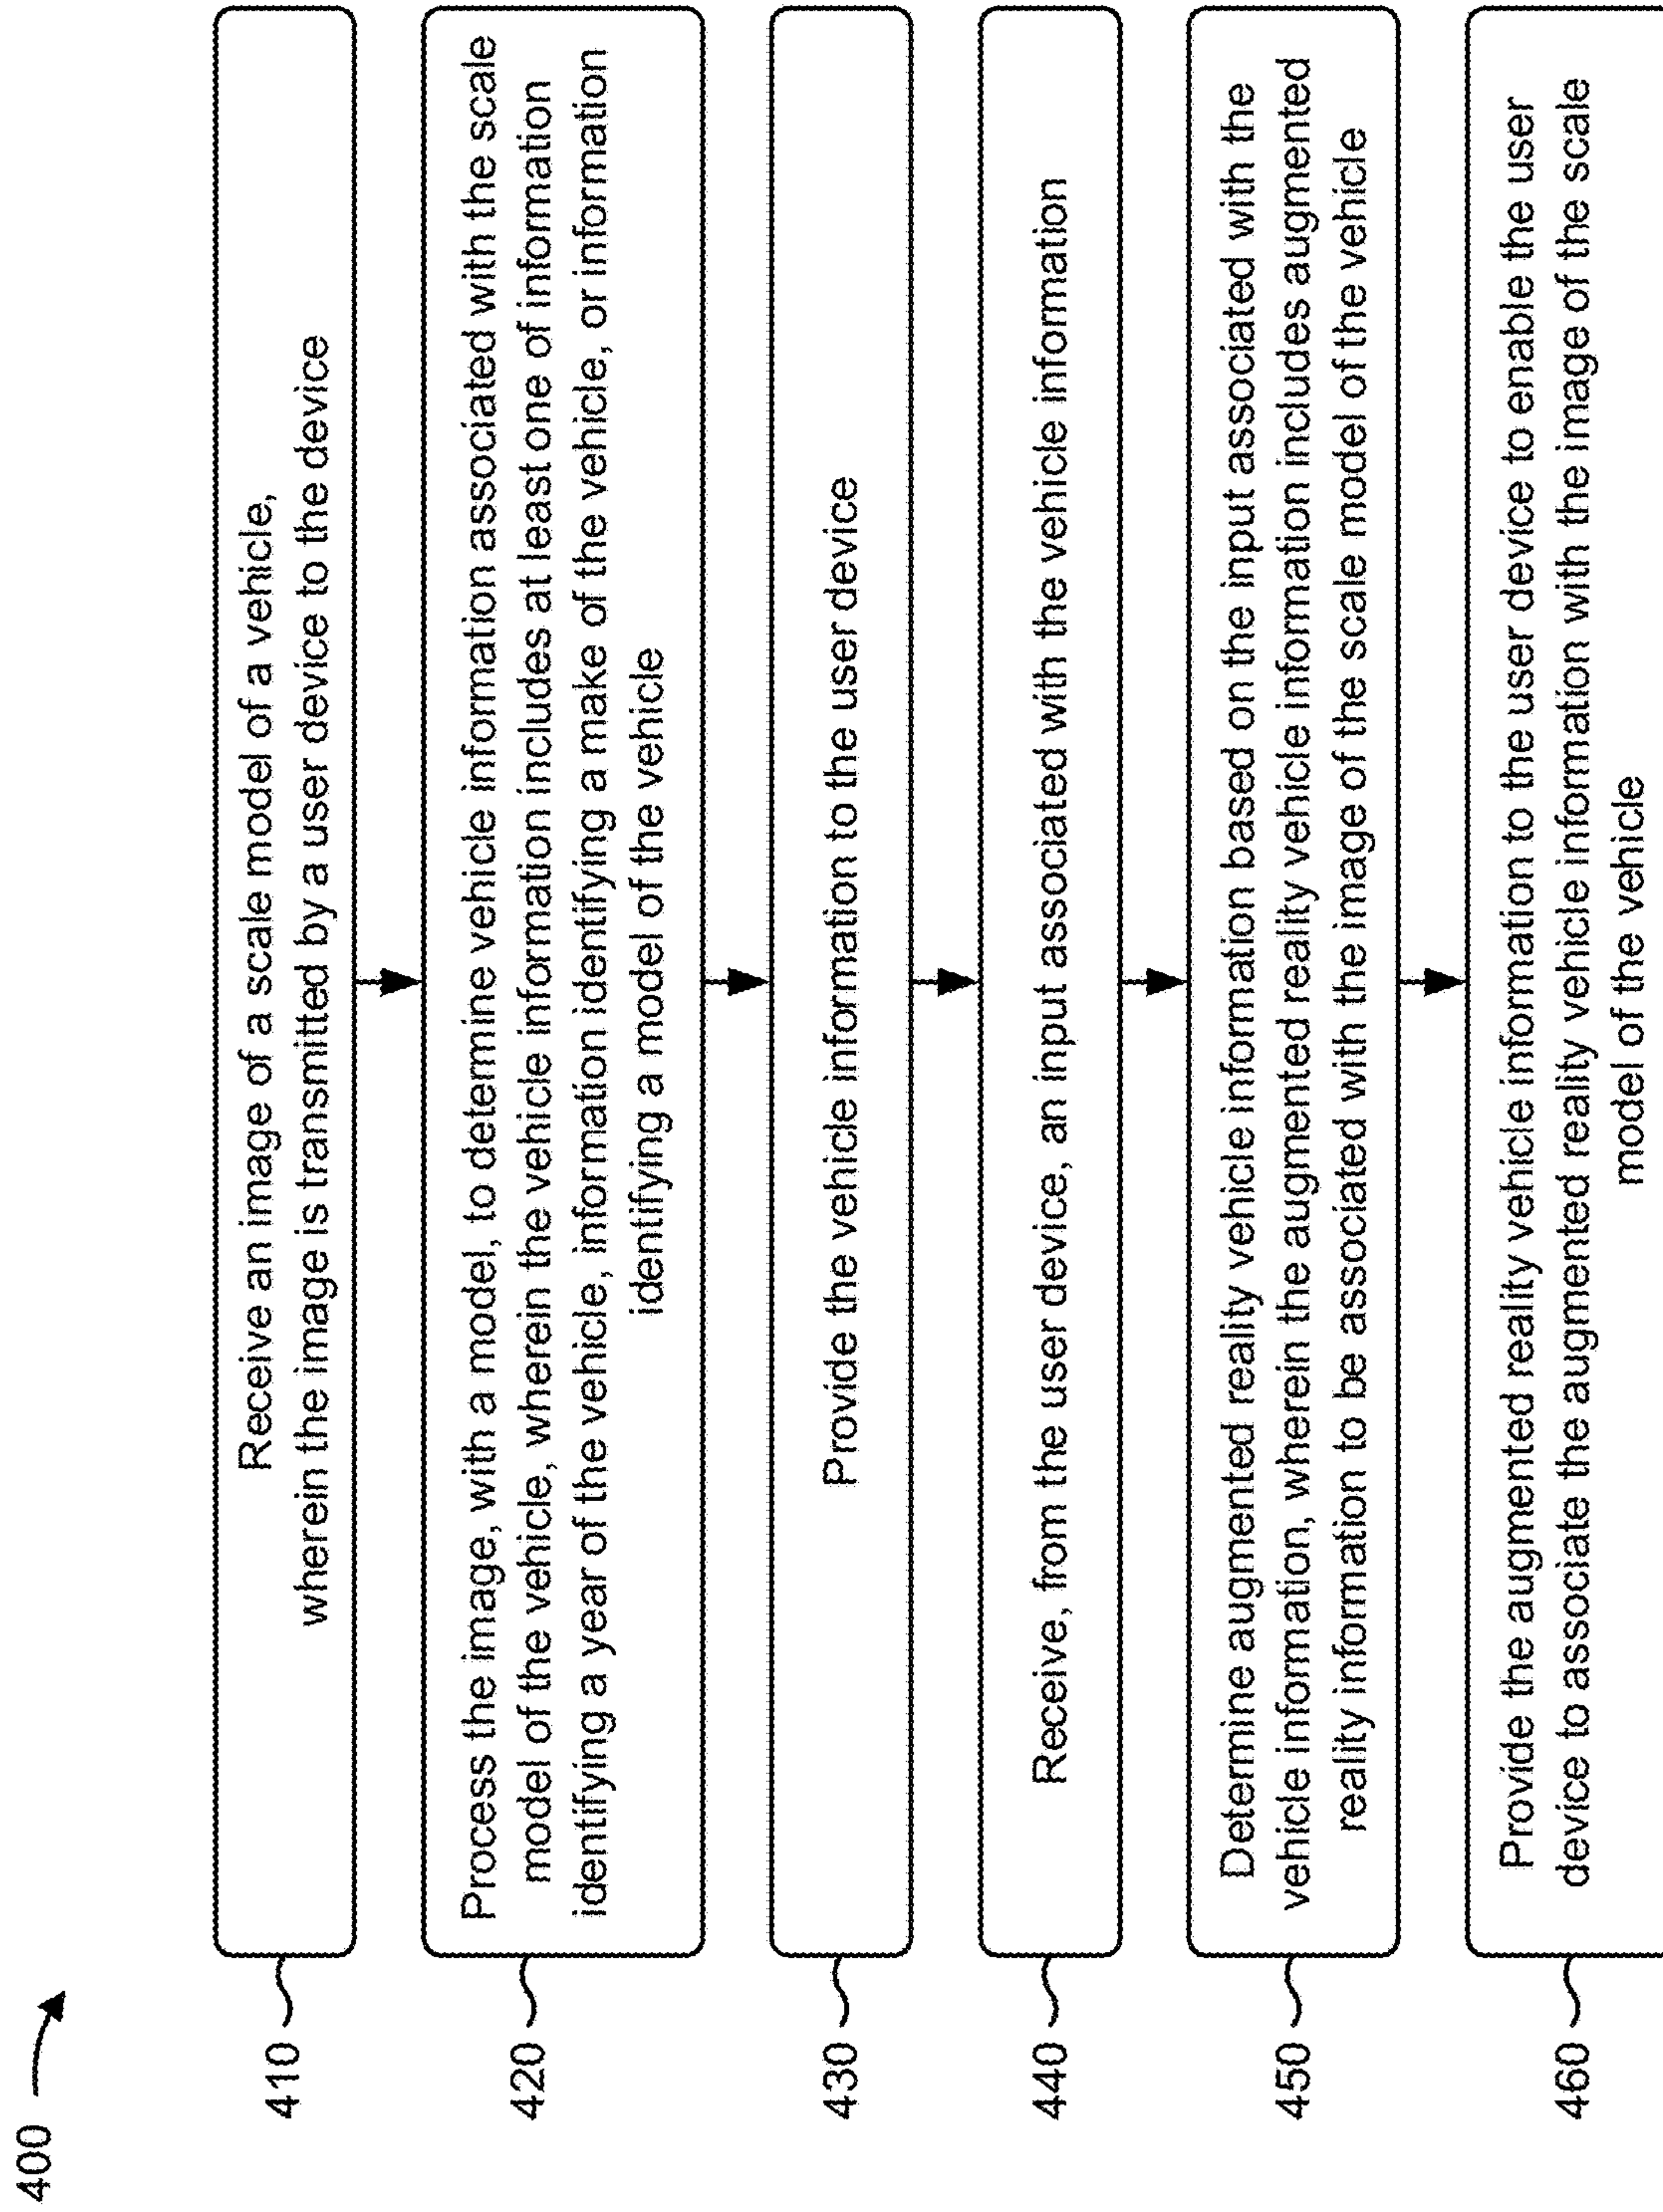 400
410
Receive an image of a scale model of a vehicle,
wherein the image is transmitted by a user device to the device
420
Process the image, with a model, to determine vehicle information associated with the scale
model of the vehicle, wherein the vehicle information includes at least one of information
identifying a year of the vehicle, information identifying a make of the vehicle, or information
identifying a model of the vehicle
430
Provide the vehicle information to the user device
440
Receive, from the user device, an input associated with the vehicle information
450
Determine augmented reality vehicle information based on the input associated with the
vehicle information, wherein the augmented reality vehicle information includes augmented
reality information to be associated with the image of the scale model of the vehicle
460
Provide the augmented reality vehicle information to the user device to enable the user
device to associate the augmented reality vehicle information with the image of the scale
model of the vehicle